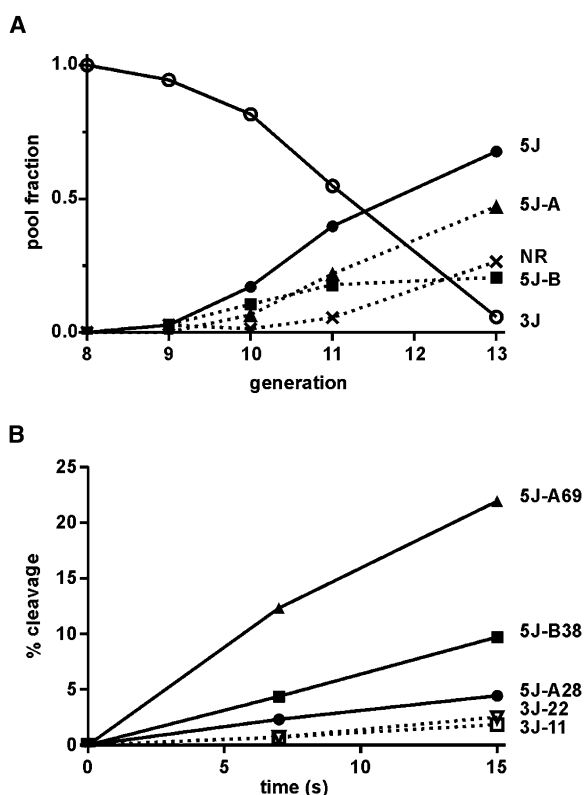 A
1.0
0.5
0.0
pool fraction
8 9 10 11 12 13
generation
5J
5J-A
NR
5J-B
3J
B
25
20
15
10
5
0
% cleavage
0 5 10 15
time (s)
5J-A69
5J-B38
5J-A28
3J-22
3J-11